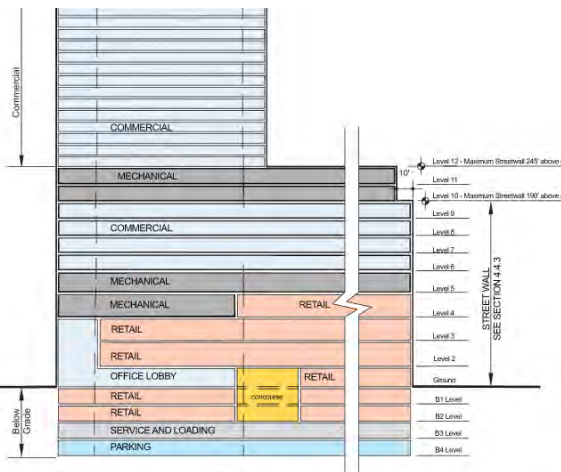 Commercial
COMMERCIAL
MECHANICAL
10'
Level 12 - Maximum Streetwall 245' above
Level 11
Level 10 - Maximum Streetwall 190' above
Level 9
COMMERCIAL
Level 8
Level 7
Level 6
MECHANICAL
Level 5
MECHANICAL
RETAIL
Level 4
RETAIL
Level 3
RETAIL
Level 2
STREET WALL
SEE SECTION 4.4.3
OFFICE LOBBY
RETAIL
Ground
Below
Grade
RETAIL
CONCOURSE
B1 Level
RETAIL
B2 Level
SERVICE AND LOADING
B3 Level
PARKING
B4 Level